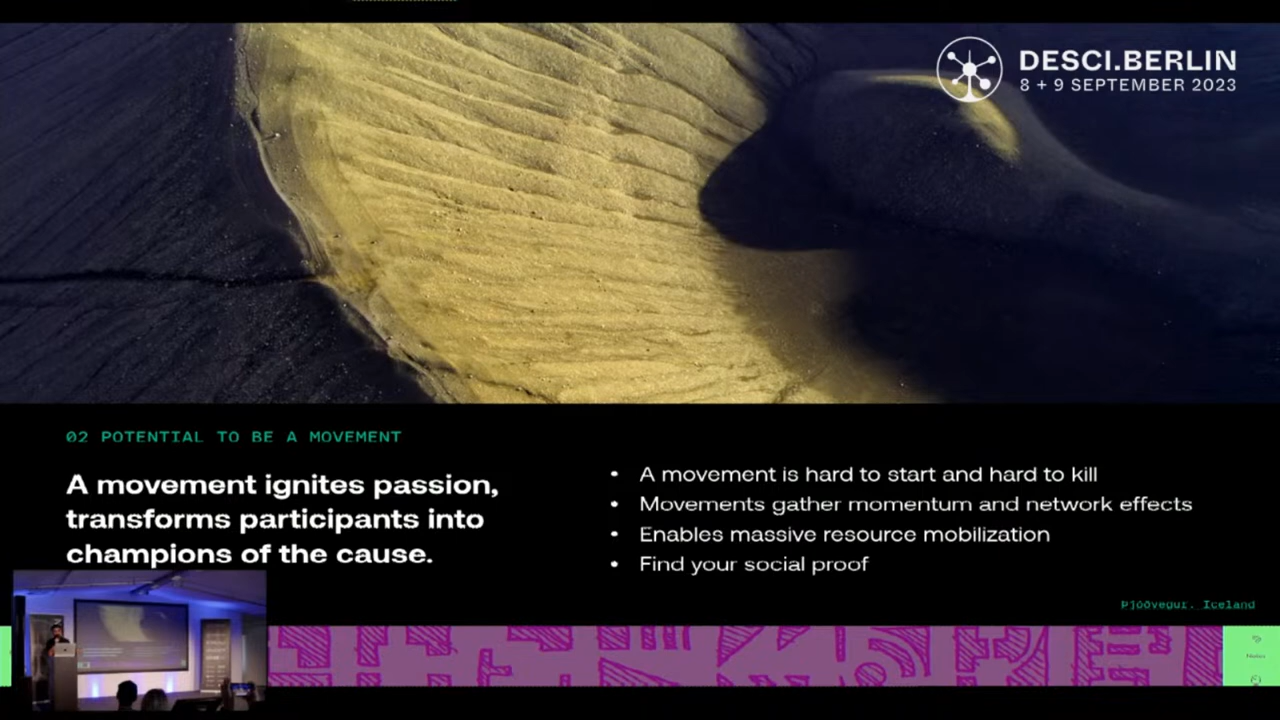 DESCI.BERLIN
8 + 9 SEPTEMBER 2023
02 POTENTIAL TO BE A MOVEMENT
A movement ignites passion,
transforms participants into
champions of the cause.
• A movement is hard to start and hard to kill
• Movements gather momentum and network effects
• Enables massive resource mobilization
• Find your social proof
Þjóðvegur. Iceland